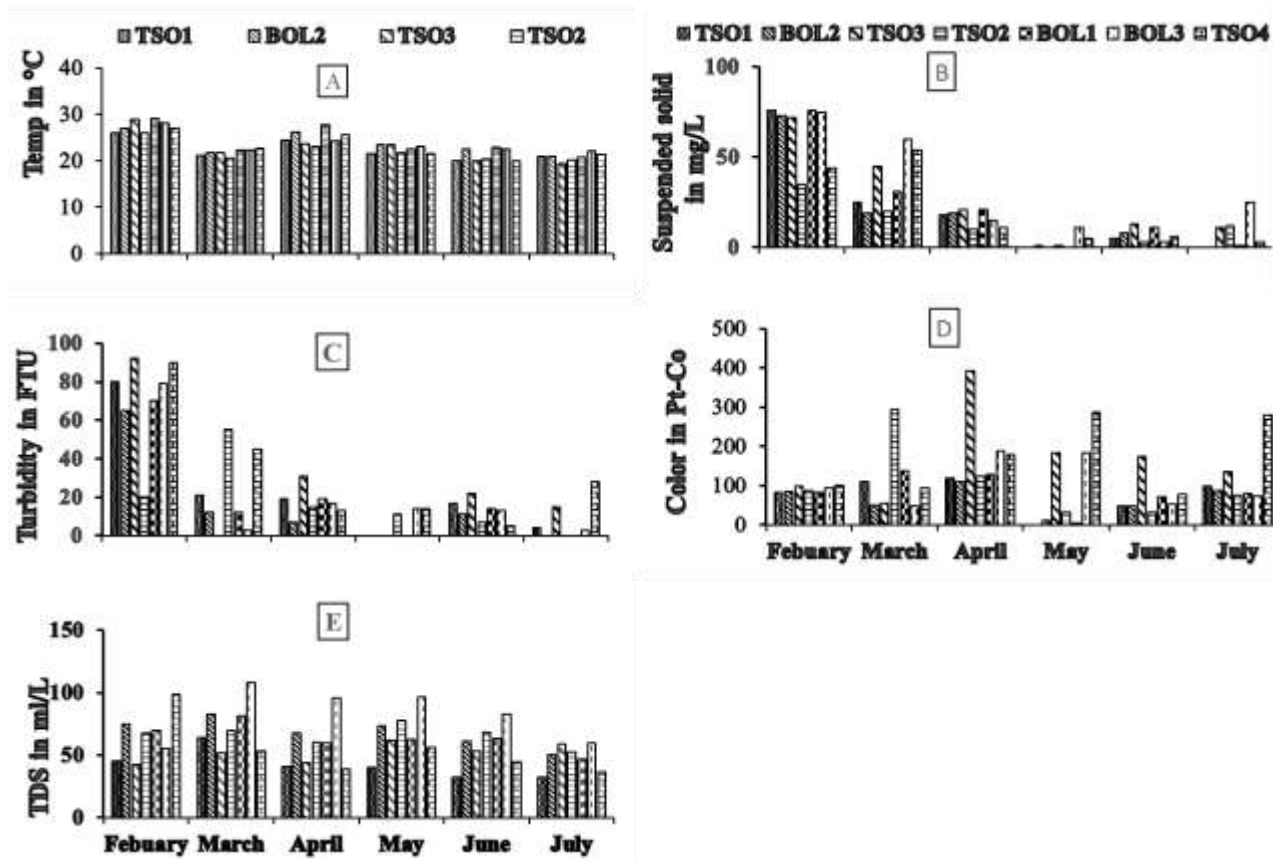 TSO1 BOL2 TSO3 TSO2
A
Temp in °C
40
30
20
10
0
TSO1 BOL2 TSO3 TSO2 BOL1 BOL3 TSO4
B
Suspended solid
in mg/L
100
50
0
C
Turbidity in FTU
100
80
60
40
20
0
D
Color in Pt-Co
500
400
300
200
100
0
Febuary March April May June July
E
TDS in ml/L
150
100
50
0
Febuary March April May June July